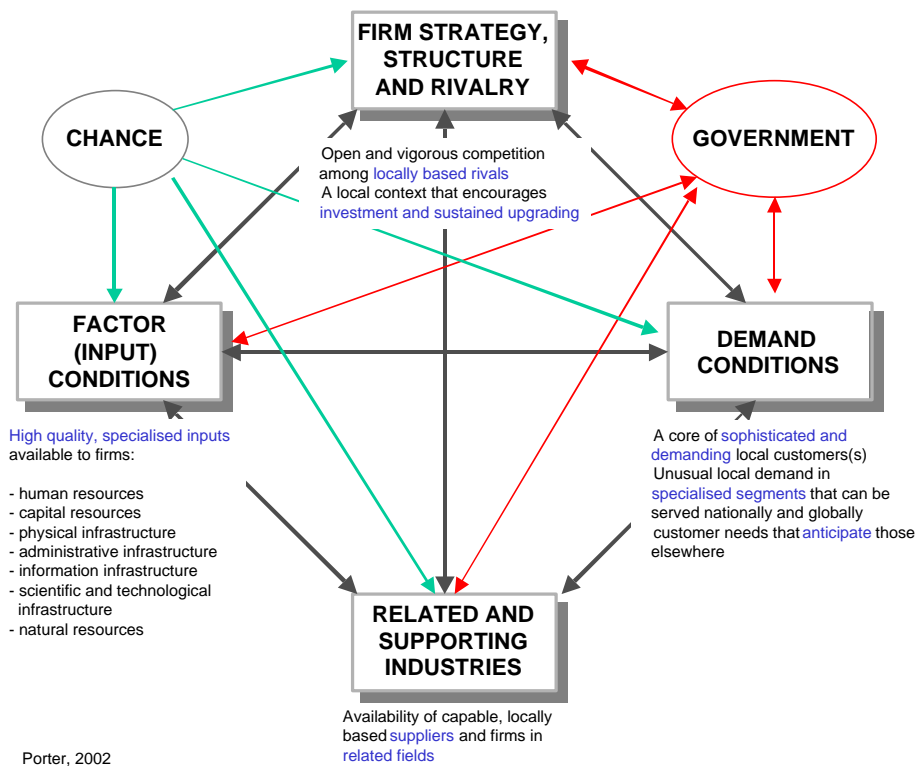 FIRM STRATEGY,
STRUCTURE
AND RIVALRY
CHANCE
GOVERNMENT
Open and vigorous competition
among locally based rivals
A local context that encourages
investment and sustained upgrading
FACTOR
(INPUT)
CONDITIONS
DEMAND
CONDITIONS
High quality, specialised inputs
available to firms:
- human resources
- capital resources
- physical infrastructure
- administrative infrastructure
- information infrastructure
- scientific and technological
infrastructure
- natural resources
A core of sophisticated and
demanding local customers(s)
Unusual local demand in
specialised segments that can be
served nationally and globally
customer needs that anticipate those
elsewhere
RELATED AND
SUPPORTING
INDUSTRIES
Availability of capable, locally
based suppliers and firms in
related fields
Porter, 2002